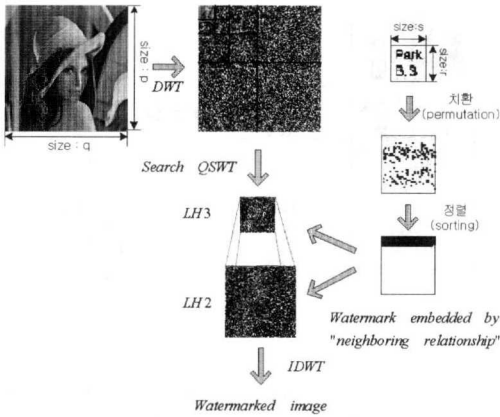 size : p
size : q
DWT
size:s
size:r
Park
3.3
치환
(permutation)
Search QSWT
정렬
(sorting)
LH3
LH2
Watermark embedded by
"neighboring relationship"
IDWT
Watermarked image